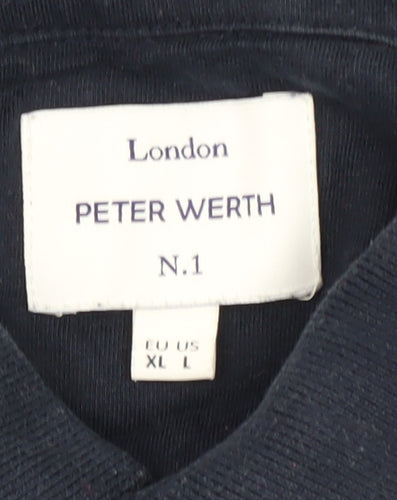 London
PETER WERTH
N.1
EU US
XL L